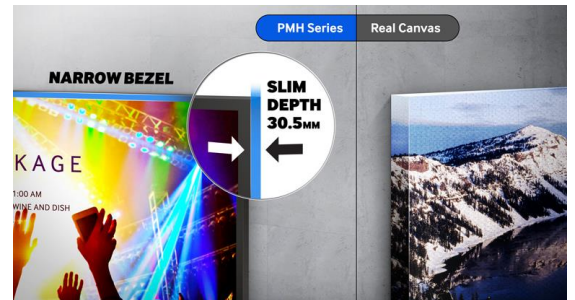 PMH Series Real Canvas
NARROW BEZEL
SLIM
DEPTH
30.5MM
KAGE
1:00 AM
WINE AND DISH